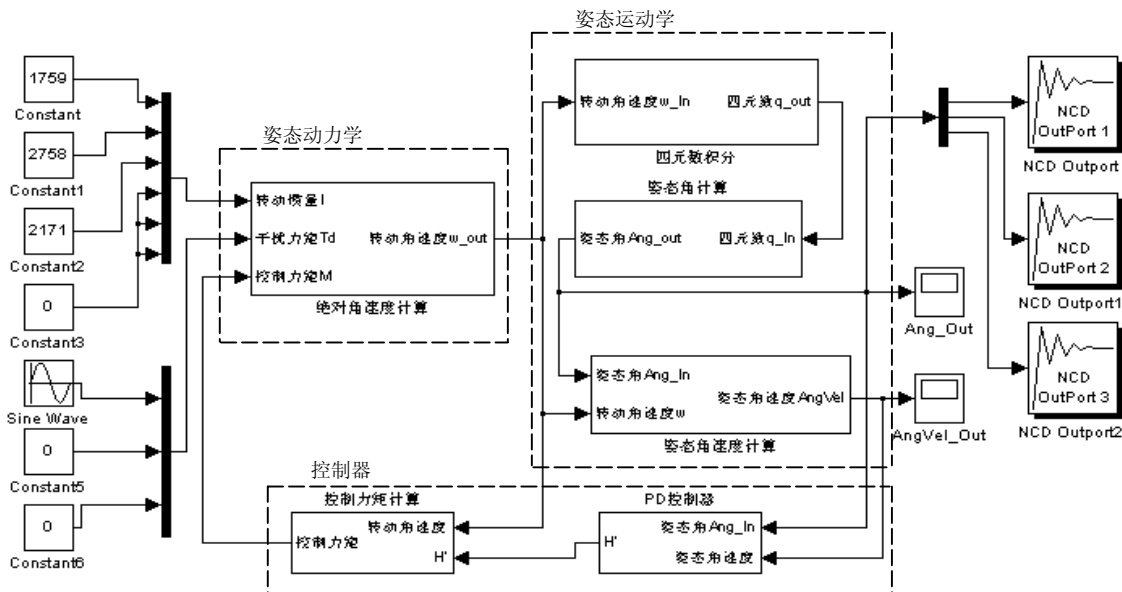 姿态运动学
1759
Constant
2758
Constant1
2171
Constant2
0
Constant3
Sine Wave
0
Constant5
0
Constant6
姿态动力学
转动惯量I
干扰力矩Td
控制力矩M
转动角速度w_out
绝对角速度计算
转动角速度w_In
四元数q_out
四元数积分
姿态角计算
姿态角Ang_out
四元数q_In
姿态角Ang_In
转动角速度w
姿态角速度AngVel
姿态角速度计算
NCD
OutPort 1
NCD Outport
NCD
OutPort 2
NCD Outport1
NCD
OutPort 3
NCD Outport2
Ang_Out
AngVel_Out
控制器
控制力矩计算
控制力矩
转动角速度
H'
PD控制器
H'
姿态角Ang_In
姿态角速度